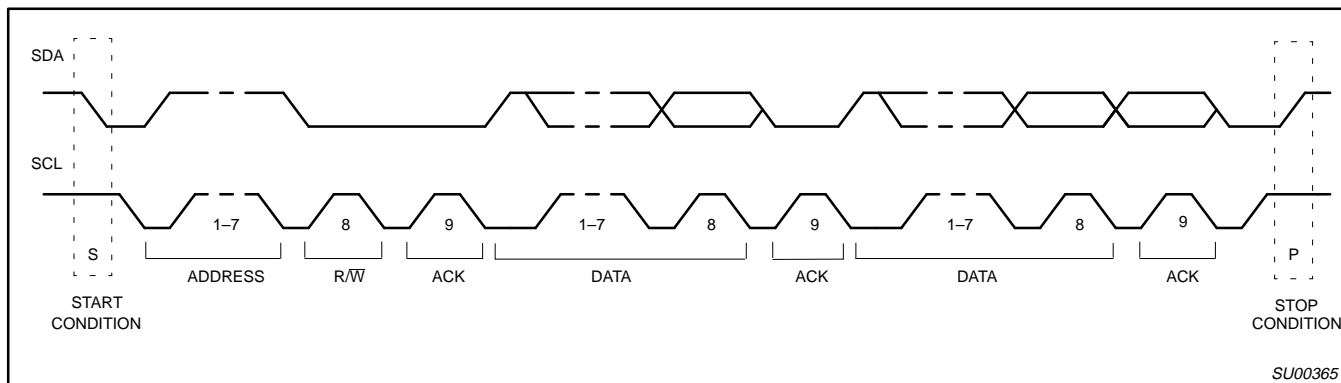 SDA
SCL
1–7 8 9 1–7 8 9 1–7 8 9
S P
ADDRESS R/W̅ ACK DATA ACK DATA ACK
START
CONDITION
STOP
CONDITION
SU00365